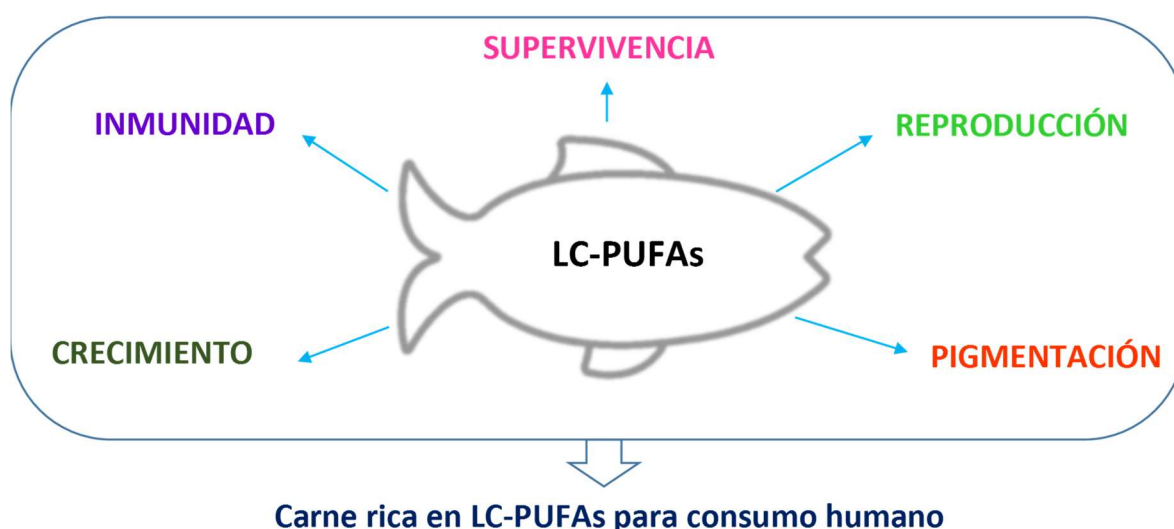 SUPERVIVENCIA
INMUNIDAD
REPRODUCCIÓN
LC-PUFAs
CRECIMIENTO
PIGMENTACIÓN
Carne rica en LC-PUFAs para consumo humano